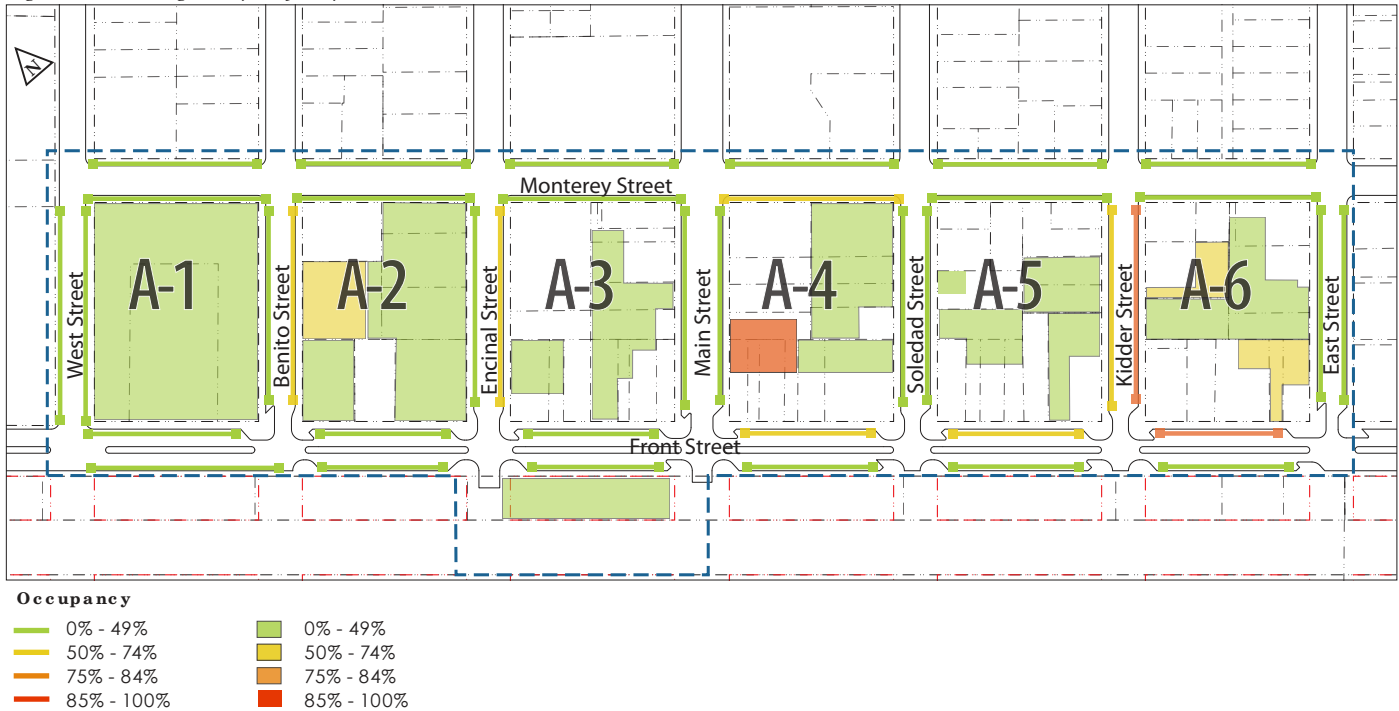 N
Monterey Street
A-1
A-2
A-3
A-4
A-5
A-6
West Street
Benito Street
Encinal Street
Main Street
Soledad Street
Kidder Street
East Street
Front Street
Occupancy
0% - 49%
50% - 74%
75% - 84%
85% - 100%
0% - 49%
50% - 74%
75% - 84%
85% - 100%